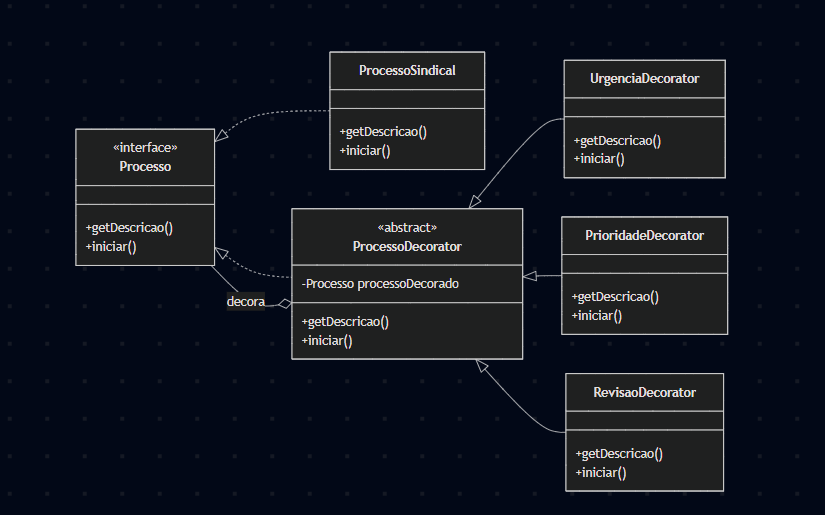 «interface»
Processo
+getDescricao()
+iniciar()
ProcessoSindical
+getDescricao()
+iniciar()
decora
«abstract»
ProcessoDecorator
-Processo processoDecorado
+getDescricao()
+iniciar()
UrgenciaDecorator
+getDescricao()
+iniciar()
PrioridadeDecorator
+getDescricao()
+iniciar()
RevisaoDecorator
+getDescricao()
+iniciar()